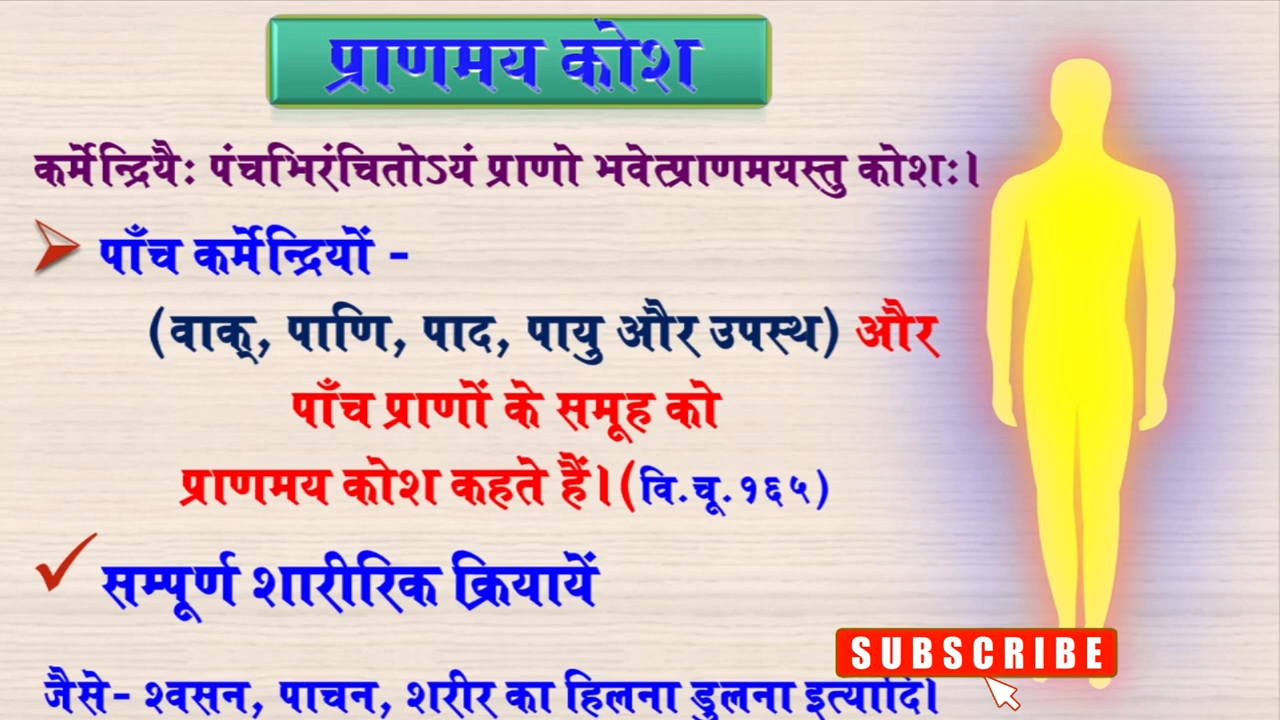 प्राणमय कोश
कर्मेन्द्रियैः पंचभिरंचितोऽयं प्राणो भवेत्प्राणमयस्तु कोशः।
पाँच कर्मेन्द्रियों -
(वाक्, पाणि, पाद, पायु और उपस्थ) और
पाँच प्राणों के समूह को
प्राणमय कोश कहते हैं। (वि.चू.१६५)
सम्पूर्ण शारीरिक क्रियायें
SUBSCRIBE
जैसे- श्वसन, पाचन, शरीर का हिलना डुलना इत्यादि।